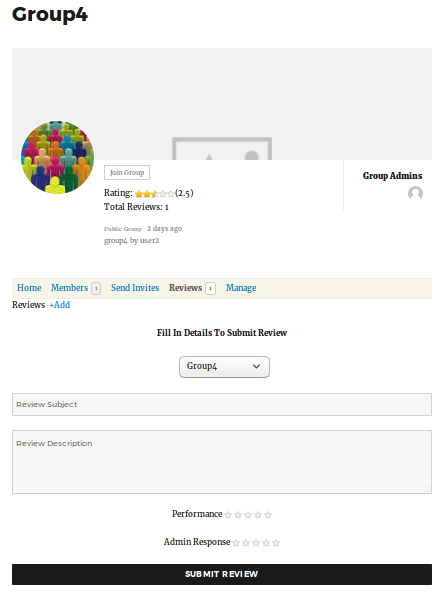 Group4
Join Group
Rating: (2.5)
Total Reviews: 1
Public Group 2 days ago
group4 by user2
Group Admins
Home Members 1 Send Invites Reviews 1 Manage
Reviews +Add
Fill In Details To Submit Review
Group4
Review Subject
Review Description
Performance
Admin Response
SUBMIT REVIEW